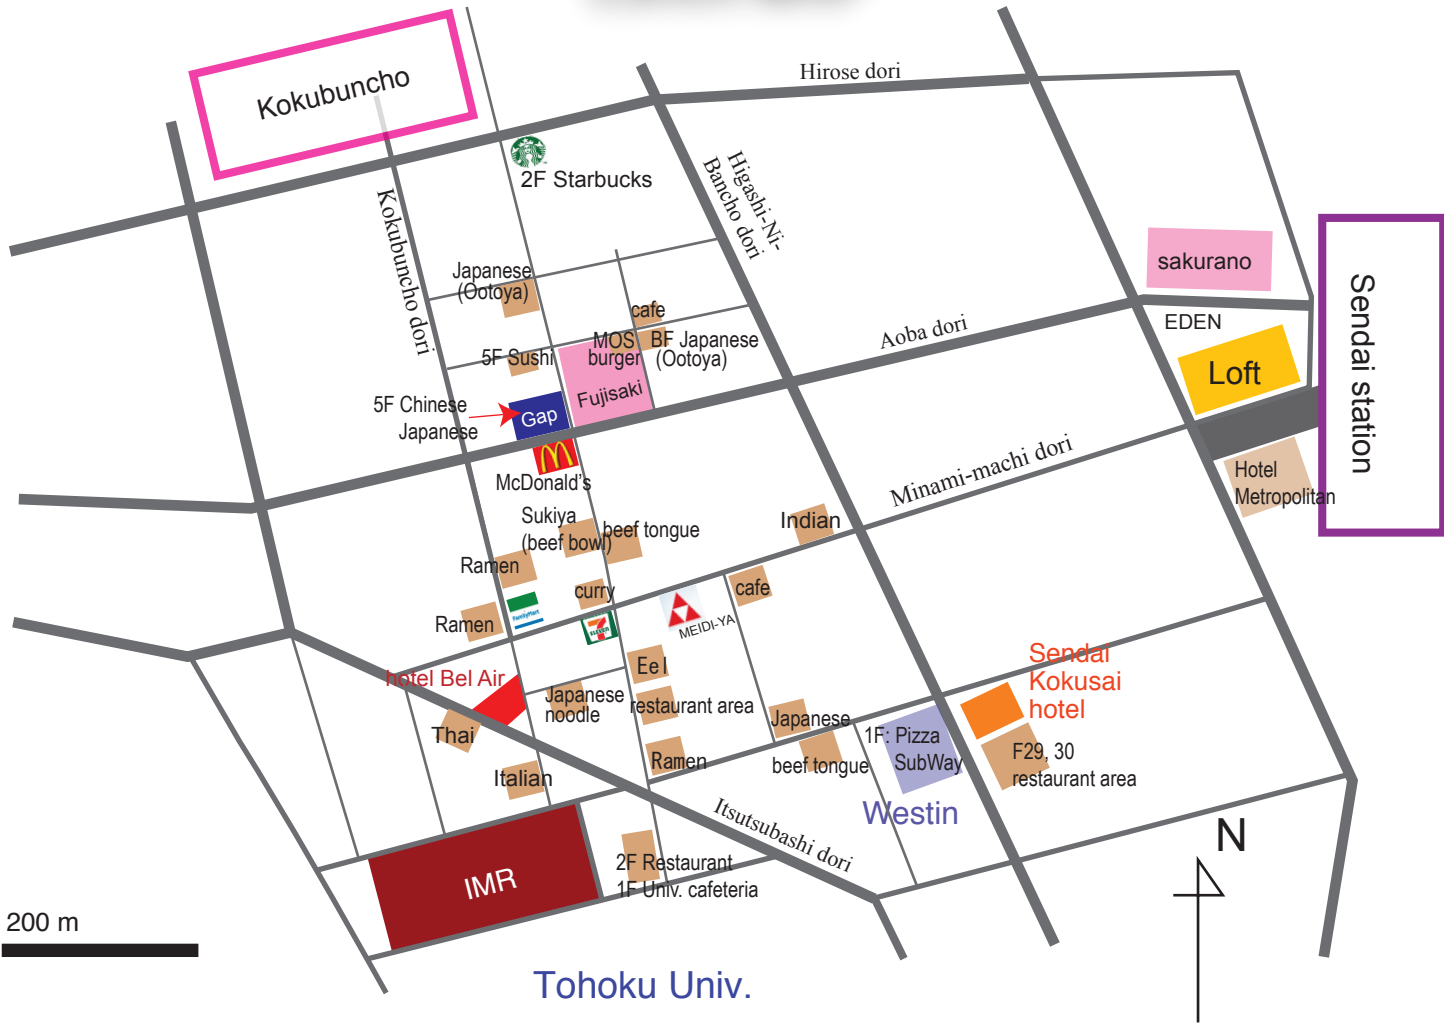 Hirose dori
Kokubuncho
2F Starbucks
Higashi-Ni-
Bancho dori
Kokubuncho dori
sakurano
Japanese
(Ootoya)
cafe
EDEN
Sendai station
Aoba dori
MOS
burger
BF Japanese
(Ootoya)
5F Sushi
Loft
Fujisaki
5F Chinese
Japanese
Gap
McDonald's
Minami-machi dori
Hotel
Metropolitan
Sukiya
(beef bowl)
beef tongue
Indian
Ramen
curry
cafe
FamilyMart
Ramen
7 ELEVEN
MEIDI-YA
Eel
Sendai
Kokusai
hotel
hotel Bel Air
Japanese
noodle
restaurant area
Japanese
Thai
1F: Pizza
SubWay
F29, 30
restaurant area
Ramen
beef tongue
Italian
Westin
Itsutsubashi dori
N
IMR
2F Restaurant
1F Univ. cafeteria
200 m
Tohoku Univ.